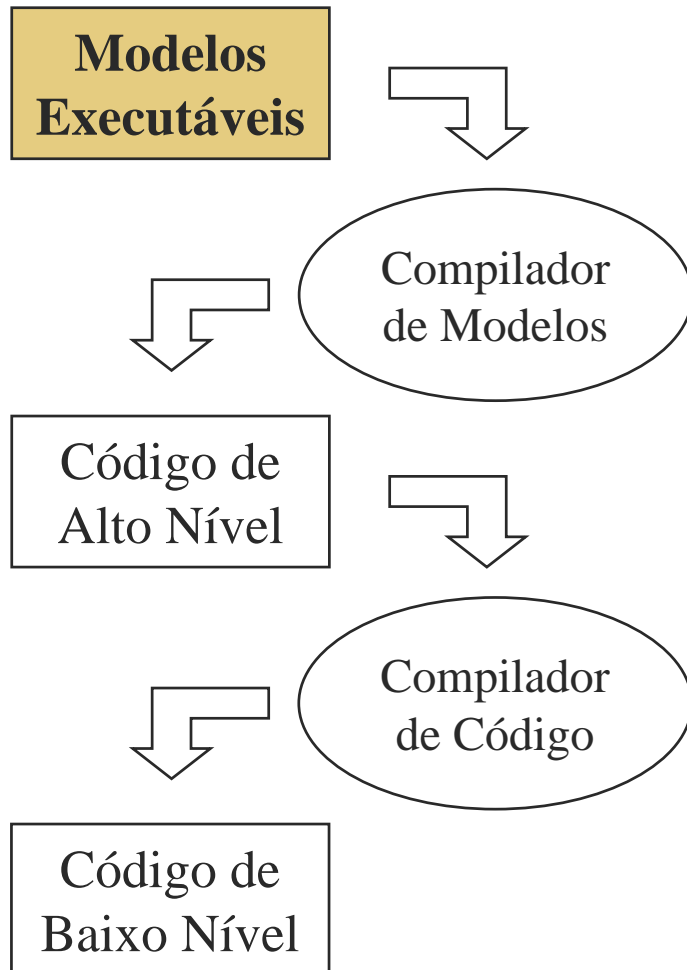 Modelos
Executáveis
Compilador
de Modelos
Código de
Alto Nível
Compilador
de Código
Código de
Baixo Nível